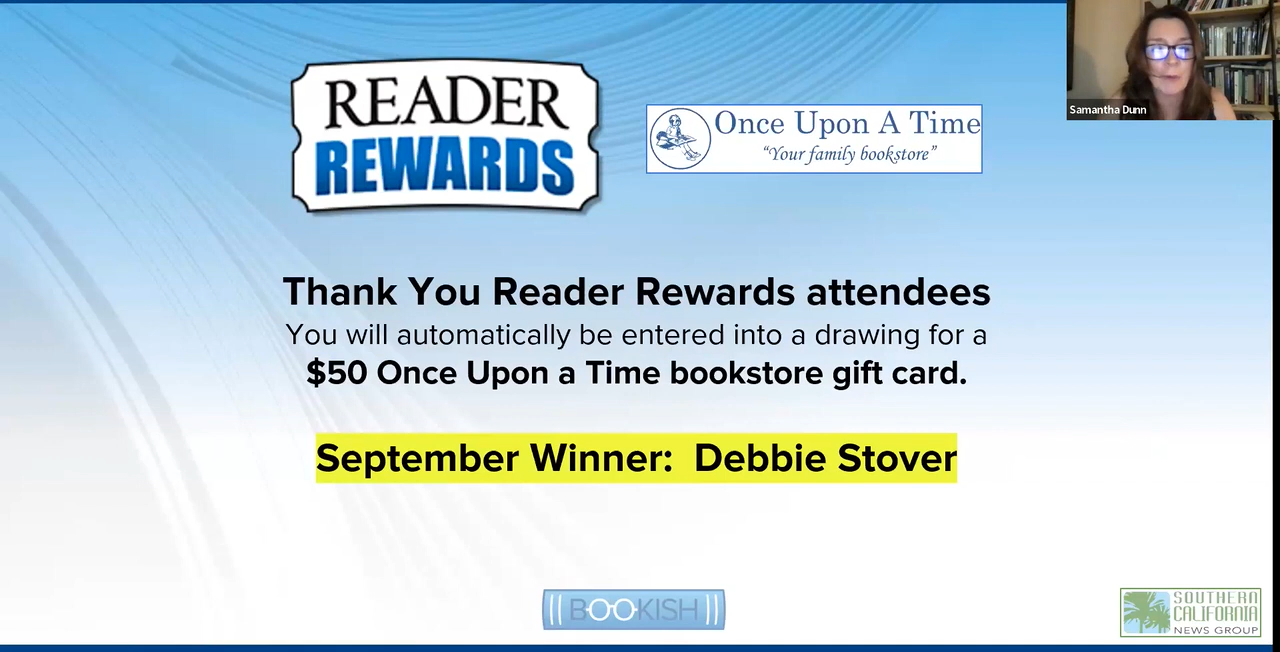 READER
REWARDS
Once Upon A Time
“Your family bookstore”
Samantha Dunn
Thank You Reader Rewards attendees
You will automatically be entered into a drawing for a
$50 Once Upon a Time bookstore gift card.
September Winner: Debbie Stover
BOOKISH
SOUTHERN
CALIFORNIA
NEWS GROUP